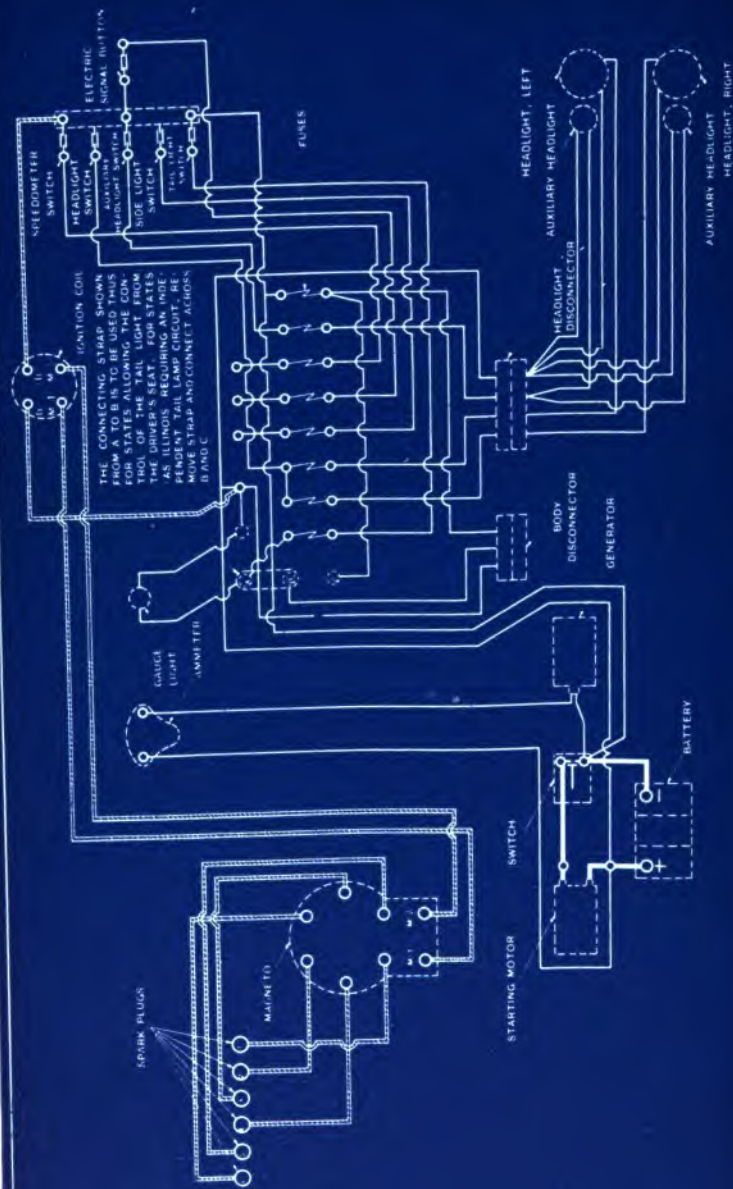 SPEEDOMETER
SWITCH
HEADLIGHT
SWITCH
AUXILIARY
HEADLIGHT SWITCH
SIDE LIGHT
SWITCH
TAIL LIGHT
SWITCH
ELECTRIC
SIGNAL BUTTON
FUSES
IGNITION COIL
THE CONNECTING STRAP SHOWN
FROM A TO B IS TO BE USED THUS
FOR STATES ALLOWING THE CON-
TROL OF THE TAIL LIGHT FROM
THE DRIVER'S SEAT. FOR STATES
AS ILLINOIS REQUIRING AN INDE-
PENDENT TAIL LAMP CIRCUIT, RE-
MOVE STRAP AND CONNECT ACROSS
B AND C
HEADLIGHT, LEFT
AUXILIARY HEADLIGHT
HEADLIGHT
DISCONNECTOR
AUXILIARY HEADLIGHT
HEADLIGHT, RIGHT
GAUGE
LIGHT
AMMETER
BODY
DISCONNECTOR
GENERATOR
SPARK PLUGS
MAGNETO
SWITCH
STARTING MOTOR
BATTERY
+
−